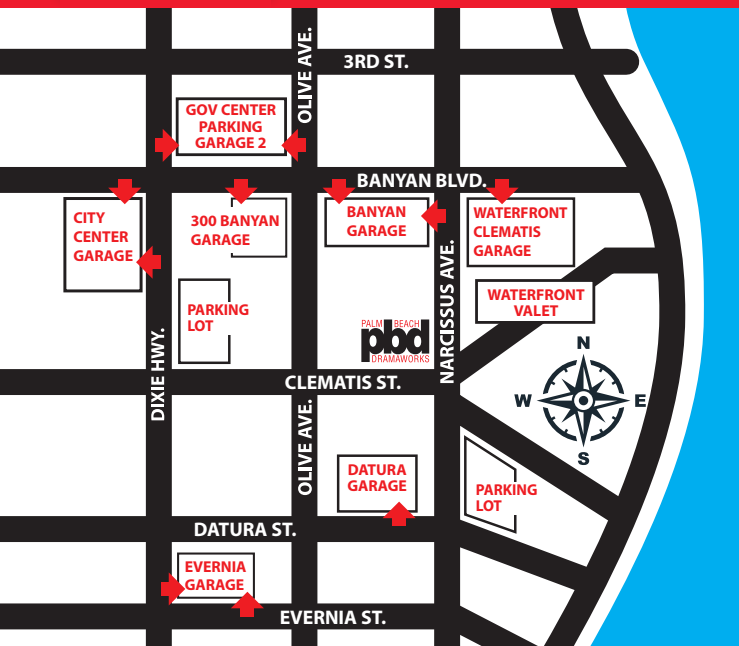 3RD ST.
OLIVE AVE.
GOV CENTER
PARKING
GARAGE 2
BANYAN BLVD.
CITY
CENTER
GARAGE
300 BANYAN
GARAGE
BANYAN
GARAGE
WATERFRONT
CLEMATIS
GARAGE
NARCISSUS AVE.
WATERFRONT
VALET
PARKING
LOT
PALM BEACH
pbd
DRAMAWORKS
N
W E
S
DIXIE HWY.
CLEMATIS ST.
OLIVE AVE.
DATURA
GARAGE
PARKING
LOT
DATURA ST.
EVERNIA
GARAGE
EVERNIA ST.